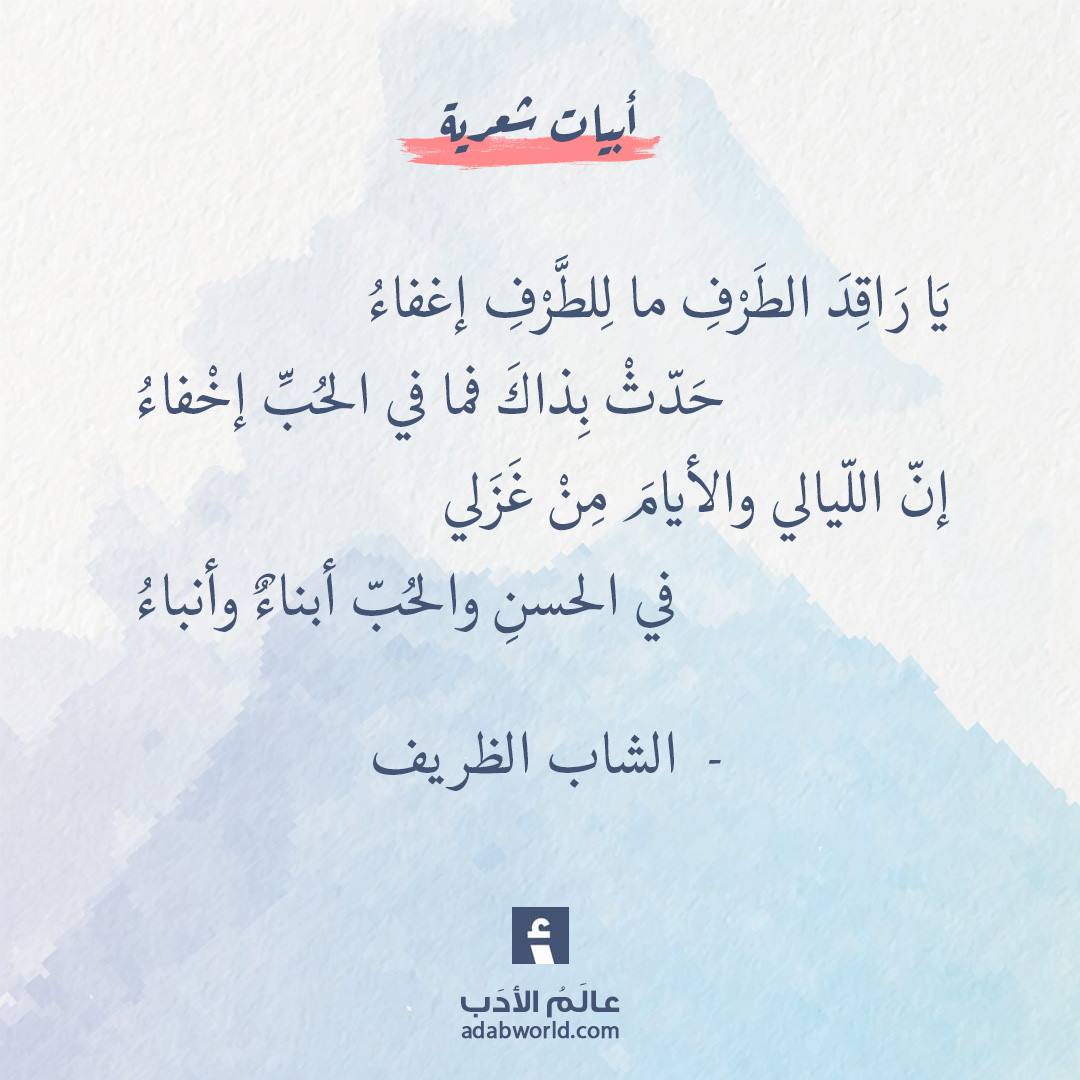 أبيات شعرية
يَا رَاقِدَ الطَرْفِ ما لِلطَّرْفِ إغفاءُ
حَدّثْ بِذاكَ فما في الحُبِّ إخْفاءُ
إنّ اللّيالي والأيامَ مِنْ غَزَلي
في الحسنِ والحُبّ أبناءٌ وأنباءُ
- الشاب الظريف
أ
عالَمُ الأدَب
adabworld.com